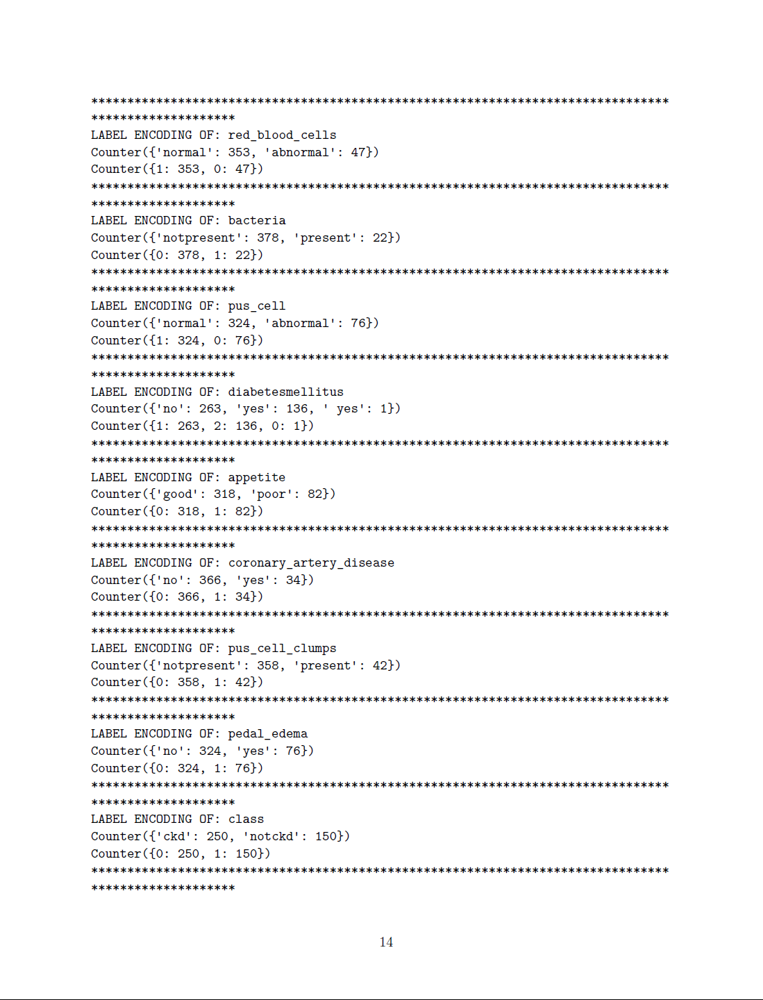 ********************************************************************************
********************
LABEL ENCODING OF: red_blood_cells
Counter({'normal': 353, 'abnormal': 47})
Counter({1: 353, 0: 47})
********************************************************************************
********************
LABEL ENCODING OF: bacteria
Counter({'notpresent': 378, 'present': 22})
Counter({0: 378, 1: 22})
********************************************************************************
********************
LABEL ENCODING OF: pus_cell
Counter({'normal': 324, 'abnormal': 76})
Counter({1: 324, 0: 76})
********************************************************************************
********************
LABEL ENCODING OF: diabetesmellitus
Counter({'no': 263, 'yes': 136, ' yes': 1})
Counter({1: 263, 2: 136, 0: 1})
********************************************************************************
********************
LABEL ENCODING OF: appetite
Counter({'good': 318, 'poor': 82})
Counter({0: 318, 1: 82})
********************************************************************************
********************
LABEL ENCODING OF: coronary_artery_disease
Counter({'no': 366, 'yes': 34})
Counter({0: 366, 1: 34})
********************************************************************************
********************
LABEL ENCODING OF: pus_cell_clumps
Counter({'notpresent': 358, 'present': 42})
Counter({0: 358, 1: 42})
********************************************************************************
********************
LABEL ENCODING OF: pedal_edema
Counter({'no': 324, 'yes': 76})
Counter({0: 324, 1: 76})
********************************************************************************
********************
LABEL ENCODING OF: class
Counter({'ckd': 250, 'notckd': 150})
Counter({0: 250, 1: 150})
********************************************************************************
********************
14